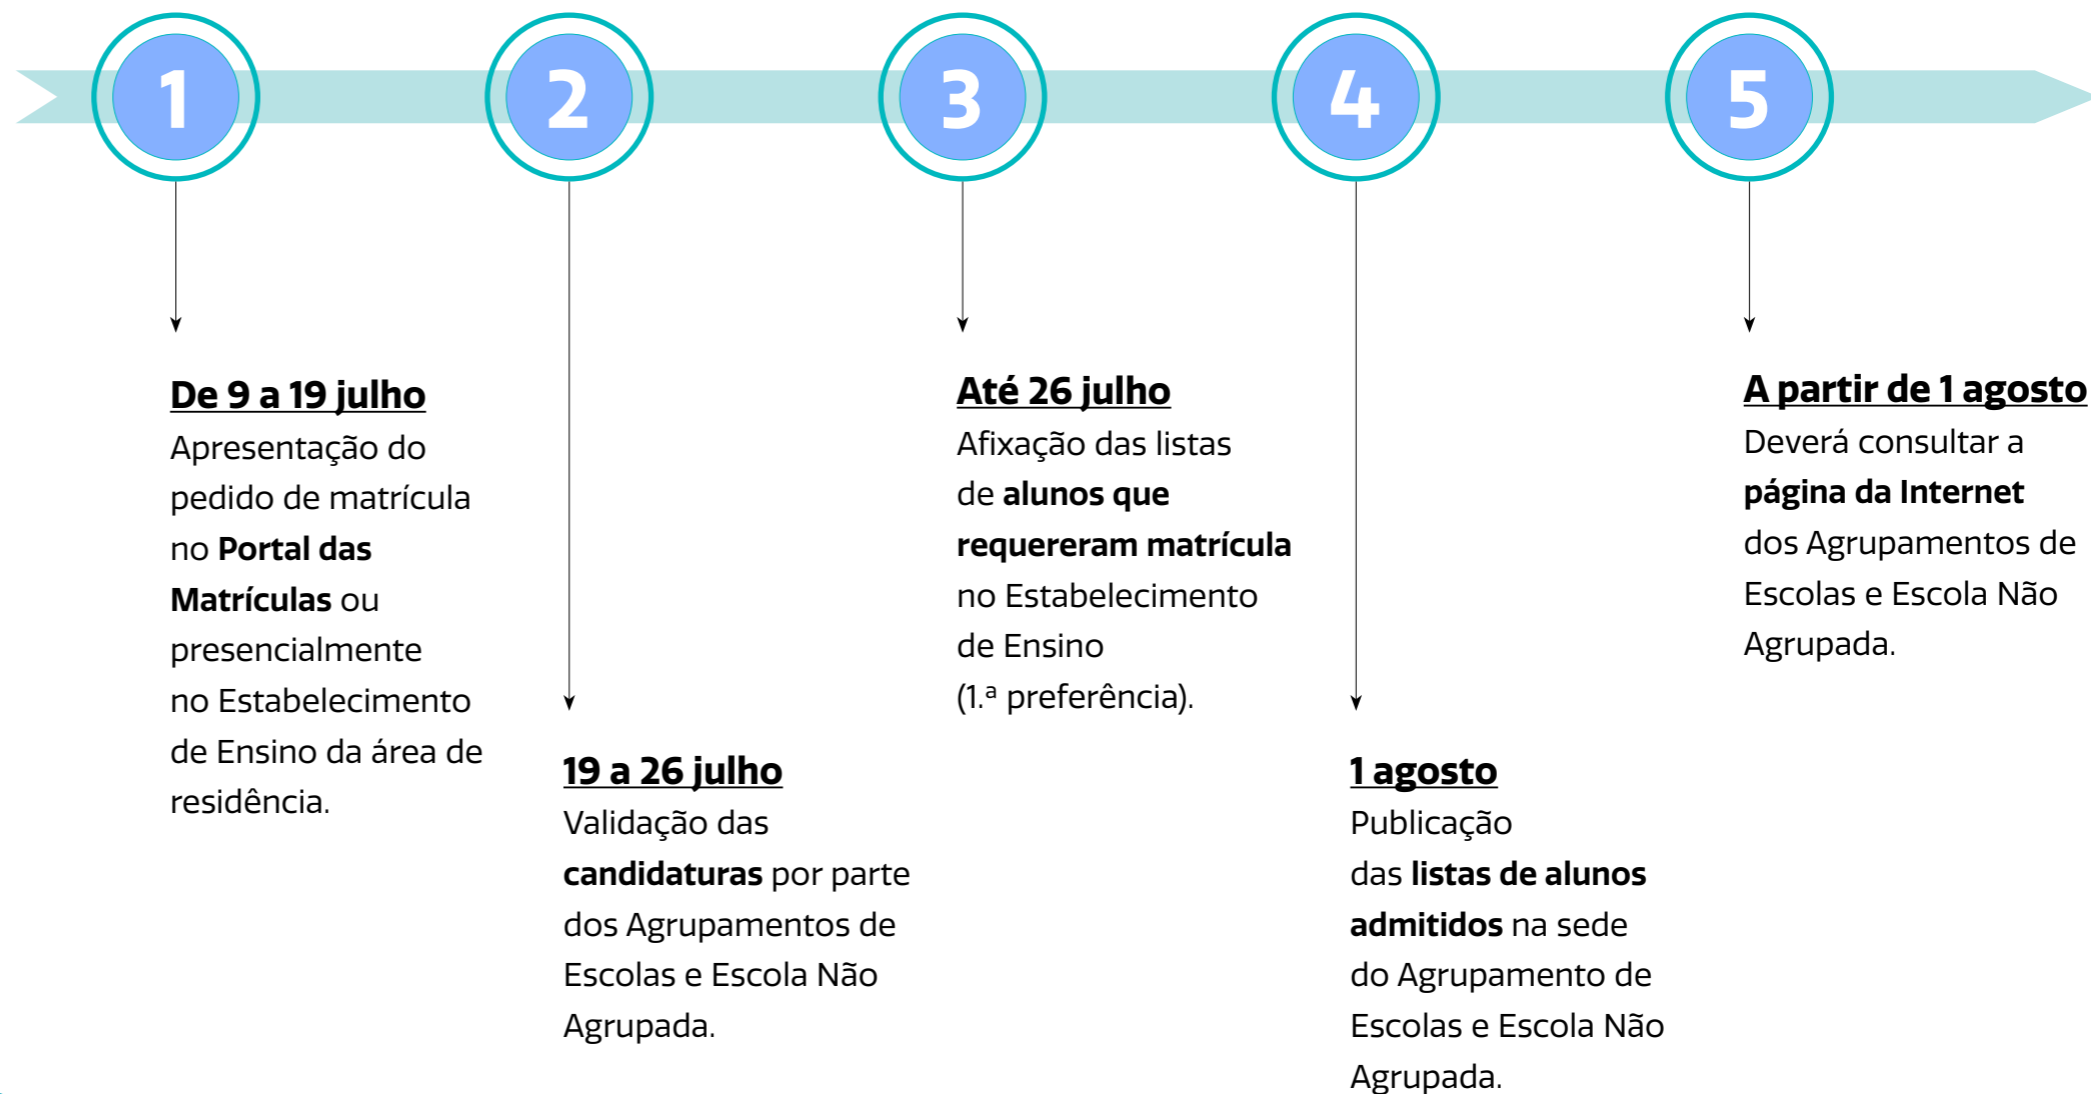 1
2
3
4
5
De 9 a 19 julho
Apresentação do
pedido de matrícula
no Portal das
Matrículas ou
presencialmente
no Estabelecimento
de Ensino da área de
residência.
19 a 26 julho
Validação das
candidaturas por parte
dos Agrupamentos de
Escolas e Escola Não
Agrupada.
Até 26 julho
Afixação das listas
de alunos que
requereram matrícula
no Estabelecimento
de Ensino
(1.ª preferência).
1 agosto
Publicação
das listas de alunos
admitidos na sede
do Agrupamento de
Escolas e Escola Não
Agrupada.
A partir de 1 agosto
Deverá consultar a
página da Internet
dos Agrupamentos de
Escolas e Escola Não
Agrupada.